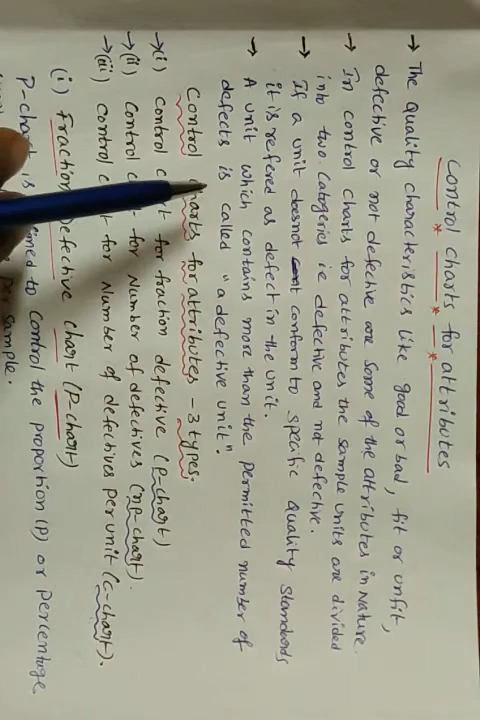 Control charts for attributes
→ The quality characteristics like good or bad, fit or unfit,
defective or not defective are some of the attributes in Nature.
→ In control charts for attributes the sample units are divided
into two Categeries ie defective and not defective.
→ If a unit doesnot conform to specific quality standards
it is refered as defect in the unit.
→ A unit which contains more than the permitted number of
defects is called "a defective unit".
Control charts for attributes - 3 types.
→(i) control for fraction defective (p-chart)
→(ii) Control for Number of defectives (np-chart).
→(iii) control for Number of defectives per unit (c-chart).
(i) Fraction defective chart (P-chart)
P-chart is to control the proportion (P) or percentage
per sample.